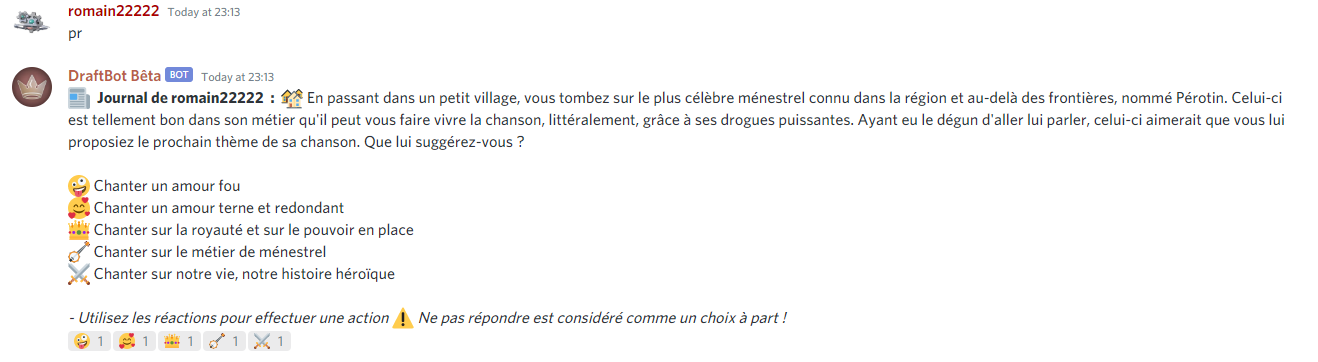 romain22222 Today at 23:13
pr
DraftBot Bêta BOT Today at 23:13
Journal de romain22222 : En passant dans un petit village, vous tombez sur le plus célèbre ménestrel connu dans la région et au-delà des frontières, nommé Pérotin. Celui-ci
est tellement bon dans son métier qu'il peut vous faire vivre la chanson, littéralement, grâce à ses drogues puissantes. Ayant eu le dégun d'aller lui parler, celui-ci aimerait que vous lui
proposiez le prochain thème de sa chanson. Que lui suggérez-vous ?
🤪 Chanter un amour fou
🥰 Chanter un amour terne et redondant
👑 Chanter sur la royauté et sur le pouvoir en place
🪕 Chanter sur le métier de ménestrel
⚔️ Chanter sur notre vie, notre histoire héroïque
- Utilisez les réactions pour effectuer une action ⚠️ Ne pas répondre est considéré comme un choix à part !
🤪 1 🥰 1 👑 1 🪕 1 ⚔️ 1